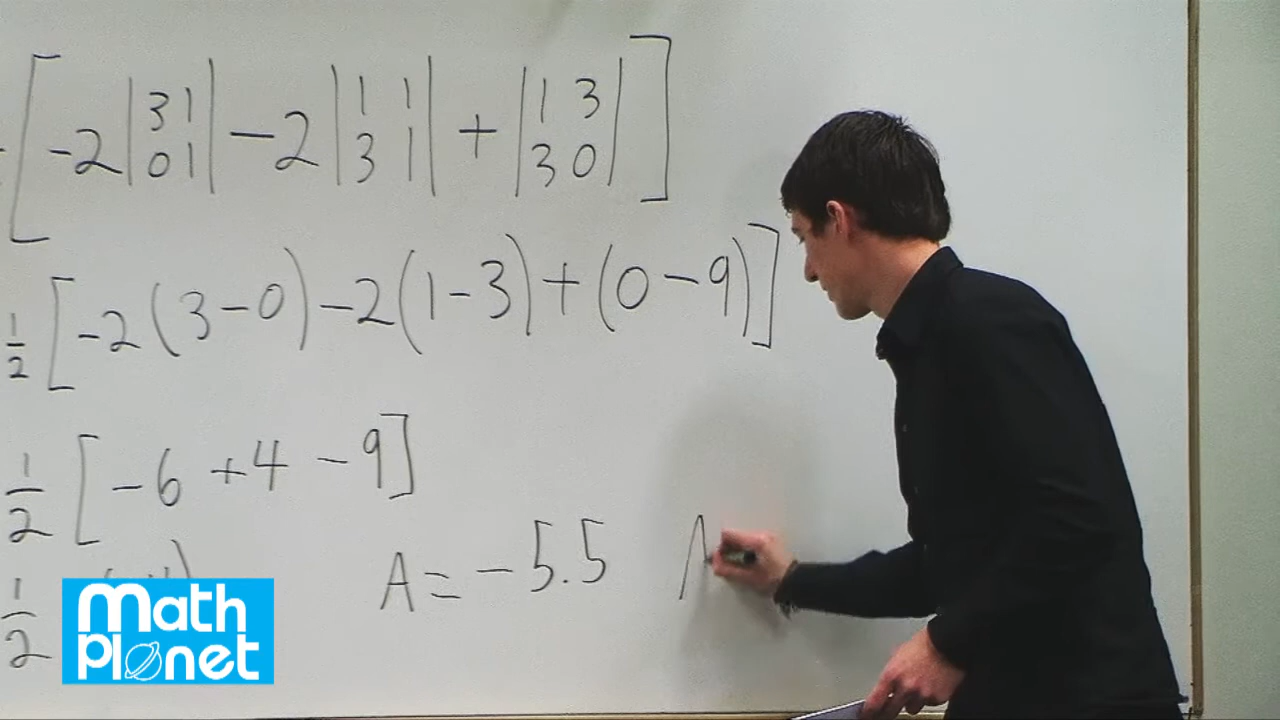 [-2 |3 1| - 2 |1 1| + |1 3|]
|0 1| |3 1| |3 0|
1/2 [-2 (3 - 0) - 2 (1 - 3) + (0 - 9)]
1/2 [-6 + 4 - 9]
1/2
A = -5.5 A
Math
Planet